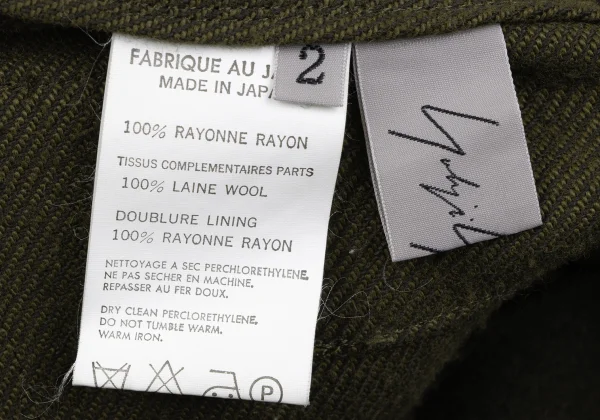 FABRIQUE AU
MADE IN JAPA
2
100% RAYONNE RAYON
TISSUS COMPLEMENTAIRES PARTS
100% LAINE WOOL
DOUBLURE LINING
100% RAYONNE RAYON
NETTOYAGE A SEC PERCHLORETHYLENE.
NE PAS SECHER EN MACHINE.
REPASSER AU FER DOUX.
DRY CLEAN PERCLORETHYLENE.
DO NOT TUMBLE WARM.
WARM IRON.
P